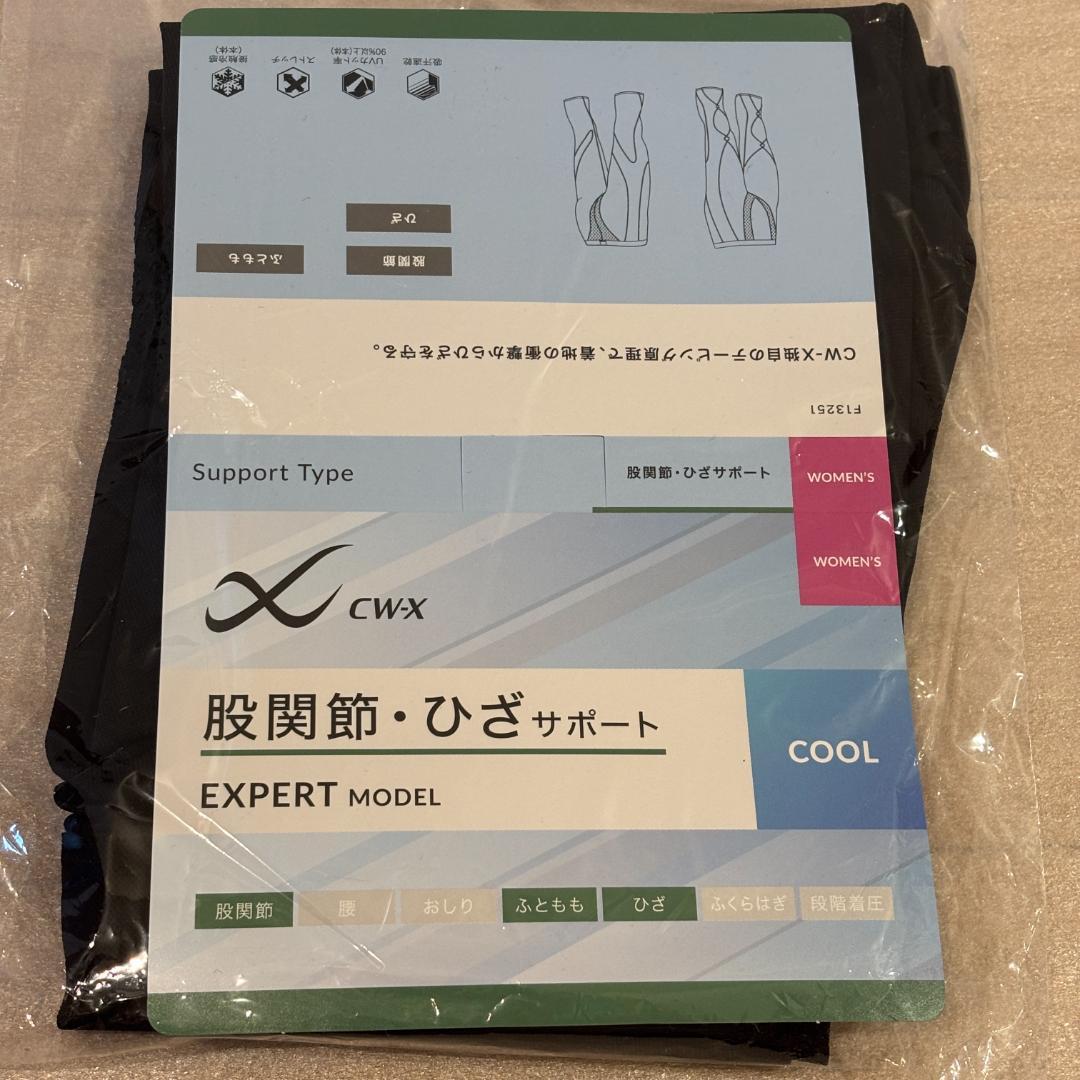 接触冷感
(本体)
ストレッチ
UVカット率
90%以上(本体)
吸汗速乾
ひざ
ふともも
股関節
CW-X独自のテーピング原理で、着地の衝撃からひざを守る。
F13251
Support Type
股関節・ひざサポート
WOMEN'S
WOMEN'S
CW-X
股関節・ひざサポート
EXPERT MODEL
COOL
股関節
腰
おしり
ふともも
ひざ
ふくらはぎ
段階着圧